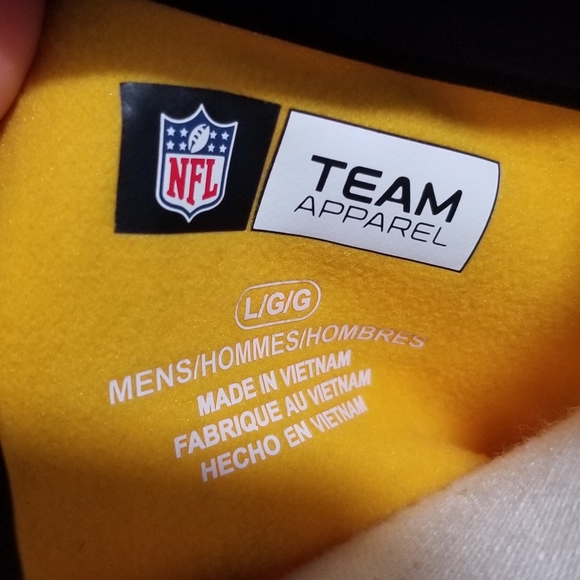 NFL
TEAM
APPAREL
L/G/G
MENS/HOMMES/HOMBRES
MADE IN VIETNAM
FABRIQUE AU VIETNAM
HECHO EN VIETNAM